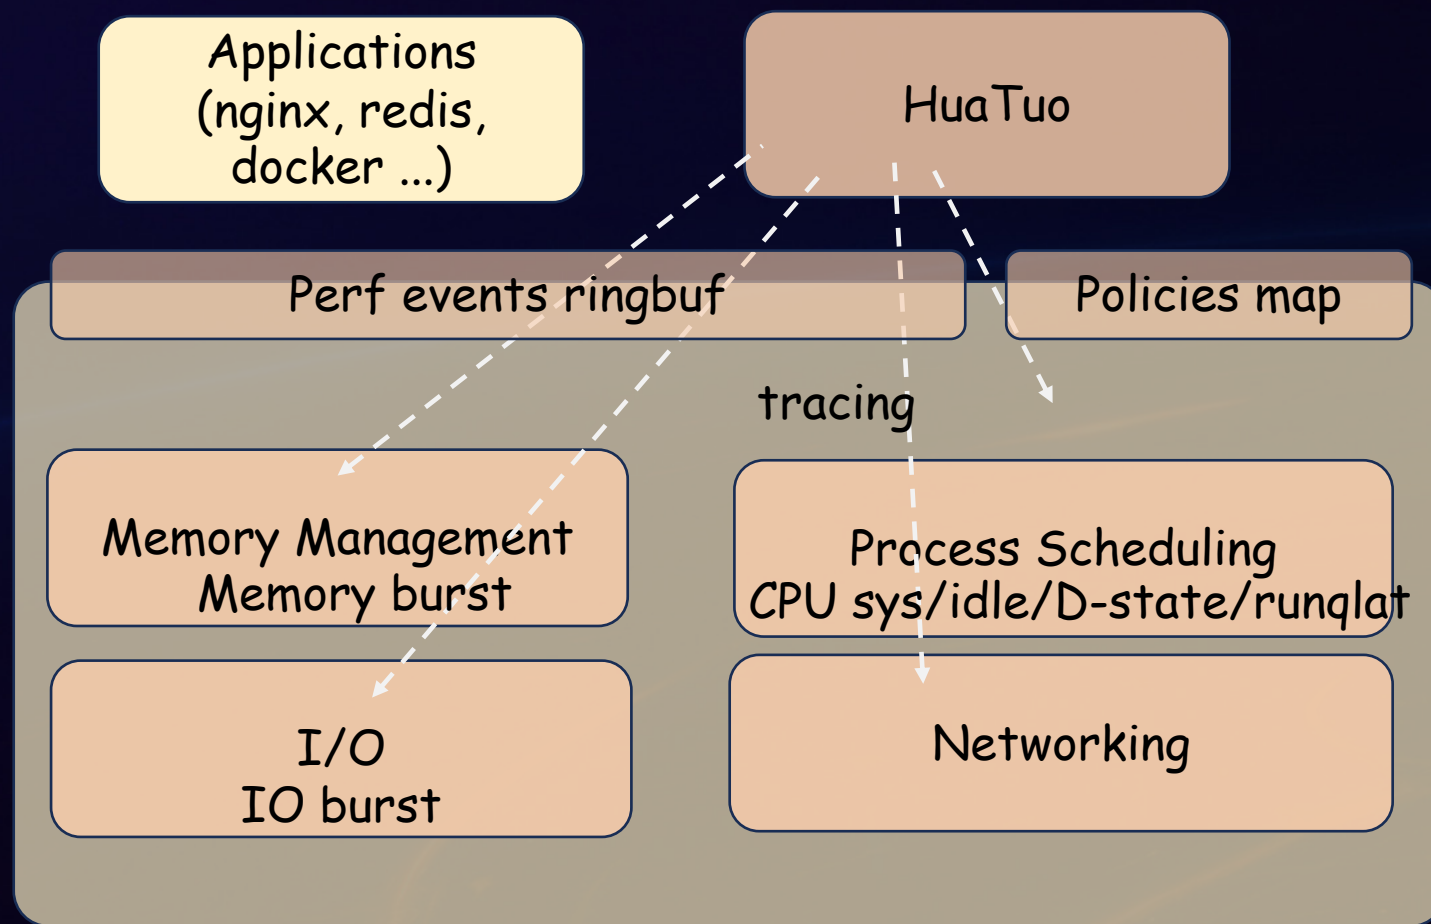 Applications
(nginx, redis,
docker ...)
HuaTuo
Perf events ringbuf
Policies map
tracing
Memory Management
Memory burst
Process Scheduling
CPU sys/idle/D-state/runqlat
I/O
IO burst
Networking